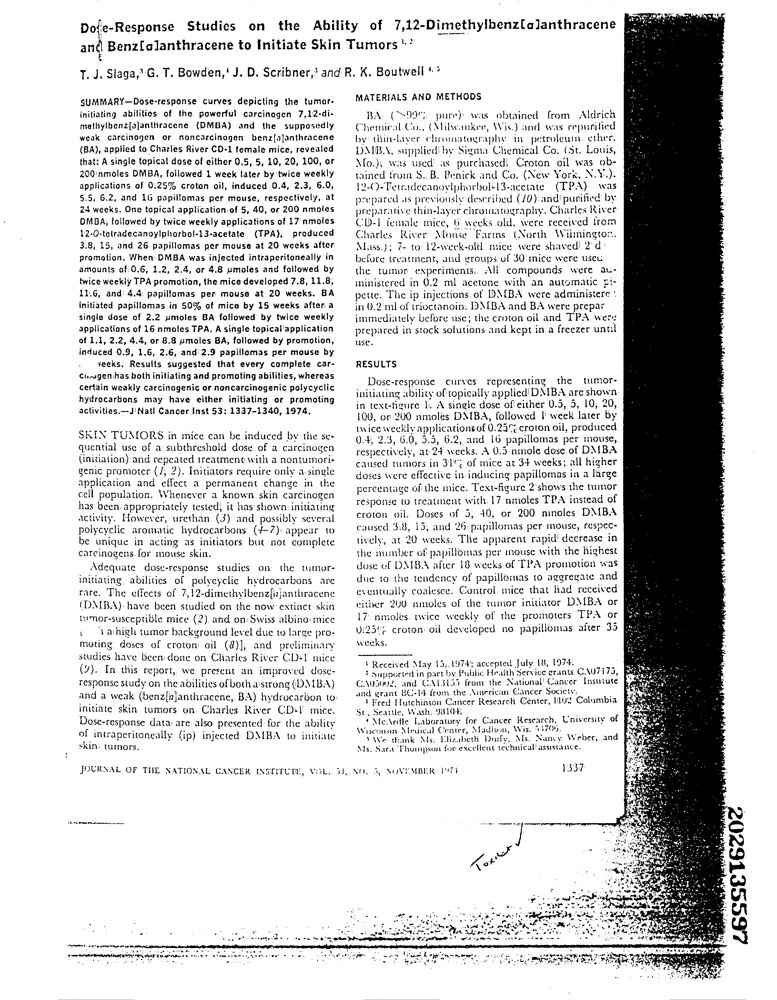 Dose-Response Studies on the Ability of 7,12-Dimethylbenz[a]anthracene
and Benz[a]anthracene to Initiate Skin Tumors 1, 2
T. J. Slaga,3 G. T. Bowden,4 J. D. Scribner,3 and R. K. Boutwell 4, 5
SUMMARY—Dose-response curves depicting the tumor-
initiating abilities of the powerful carcinogen 7,12-di-
methylbenz[a]anthracene (DMBA) and the supposedly
weak carcinogen or noncarcinogen benz[a]anthracene
(BA), applied to Charles River CD-1 female mice, revealed
that: A single topical dose of either 0.5, 5, 10, 20, 100, or
200 nmoles DMBA, followed 1 week later by twice weekly
applications of 0.25% croton oil, induced 0.4, 2.3, 6.0,
5.5, 6.2, and 16 papillomas per mouse, respectively, at
24 weeks. One topical application of 5, 40, or 200 nmoles
DMBA, followed by twice weekly applications of 17 nmoles
12-O-tetradecanoylphorbol-13-acetate (TPA), produced
3.8, 15, and 26 papillomas per mouse at 20 weeks after
promotion. When DMBA was injected intraperitoneally in
amounts of 0.6, 1.2, 2.4, or 4.8 µmoles and followed by
twice weekly TPA promotion, the mice developed 7.8, 11.8,
11.6, and 4.4 papillomas per mouse at 20 weeks. BA
initiated papillomas in 50% of mice by 15 weeks after a
single dose of 2.2 µmoles BA followed by twice weekly
applications of 16 nmoles TPA. A single topical application
of 1.1, 2.2, 4.4, or 8.8 µmoles BA, followed by promotion,
induced 0.9, 1.6, 2.6, and 2.9 papillomas per mouse by
weeks. Results suggested that every complete car-
cinogen has both initiating and promoting abilities, whereas
certain weakly carcinogenic or noncarcinogenic polycyclic
hydrocarbons may have either initiating or promoting
activities.—J Natl Cancer Inst 53: 1337-1340, 1974.
SKIN TUMORS in mice can be induced by the se-
quential use of a subthreshold dose of a carcinogen
(initiation) and repeated treatment with a nontumori-
genic promoter (1, 2). Initiators require only a single
application and effect a permanent change in the
cell population. Whenever a known skin carcinogen
has been appropriately tested, it has shown initiating
activity. However, urethan (3) and possibly several
polycyclic aromatic hydrocarbons (4-7) appear to
be unique in acting as initiators but not complete
carcinogens for mouse skin.
Adequate dose-response studies on the tumor-
initiating abilities of polycyclic hydrocarbons are
rare. The effects of 7,12-dimethylbenz[a]anthracene
(DMBA) have been studied on the now extinct skin
tumor-susceptible mice (2) and on Swiss albino mice
a high tumor background level due to large pro-
moting doses of croton oil (8)], and preliminary
studies have been done on Charles River CD-1 mice
(9). In this report, we present an improved dose-
response study on the abilities of both a strong (DMBA)
and a weak (benz[a]anthracene, BA) hydrocarbon to
initiate skin tumors on Charles River CD-1 mice.
Dose-response data are also presented for the ability
of intraperitoneally (ip) injected DMBA to initiate
skin tumors.
MATERIALS AND METHODS
BA (>99% pure) was obtained from Aldrich
Chemical Co., (Milwaukee, Wis.) and was repurified
by thin-layer chromatography in petroleum ether.
DMBA, supplied by Sigma Chemical Co. (St. Louis,
Mo.), was used as purchased. Croton oil was ob-
tained from S. B. Penick and Co. (New York, N.Y.).
12-O-Tetradecanoylphorbol-13-acetate (TPA) was
prepared as previously described (10) and purified by
preparative thin-layer chromatography. Charles River
CD-1 female mice, 6 weeks old, were received from
Charles River Mouse Farms (North Wilmington,
Mass.); 7- to 12-week-old mice were shaved 2 d
before treatment, and groups of 30 mice were used
the tumor experiments. All compounds were ad-
ministered in 0.2 ml acetone with an automatic pi-
pette. The ip injections of DMBA were administere
in 0.2 ml of trioctanoin. DMBA and BA were prepar
immediately before use; the croton oil and TPA were
prepared in stock solutions and kept in a freezer until
use.
RESULTS
Dose-response curves representing the tumor-
initiating ability of topically applied DMBA are shown
in text-figure 1. A single dose of either 0.5, 5, 10, 20,
100, or 200 nmoles DMBA, followed 1 week later by
twice weekly applications of 0.25% croton oil, produced
0.4, 2.3, 6.0, 5.5, 6.2, and 16 papillomas per mouse,
respectively, at 24 weeks. A 0.5 nmole dose of DMBA
caused tumors in 31% of mice at 34 weeks; all higher
doses were effective in inducing papillomas in a large
percentage of the mice. Text-figure 2 shows the tumor
response to treatment with 17 nmoles TPA instead of
croton oil. Doses of 5, 40, or 200 nmoles DMBA
caused 3.8, 15, and 26 papillomas per mouse, respec-
tively, at 20 weeks. The apparent rapid decrease in
the number of papillomas per mouse with the highest
dose of DMBA after 18 weeks of TPA promotion was
due to the tendency of papillomas to aggregate and
eventually coalesce. Control mice that had received
either 200 nmoles of the tumor initiator DMBA or
17 nmoles twice weekly of the promoters TPA or
0.25% croton oil developed no papillomas after 35
weeks.
1 Received May 15, 1974; accepted July 18, 1974.
2 Supported in part by Public Health Service grants CA07175,
CA05002, and CA13155 from the National Cancer Institute
and grant BC-14 from the American Cancer Society.
3 Fred Hutchinson Cancer Research Center, 1102 Columbia
St., Seattle, Wash. 98104.
4 McArdle Laboratory for Cancer Research, University of
Wisconsin Medical Center, Madison, Wis. 53706.
5 We thank Ms. Elizabeth Duffy, Ms. Nancy Weber, and
Ms. Sara Thompson for excellent technical assistance.
JOURNAL OF THE NATIONAL CANCER INSTITUTE, VOL. 53, NO. 5, NOVEMBER 1974
1337
2029135597